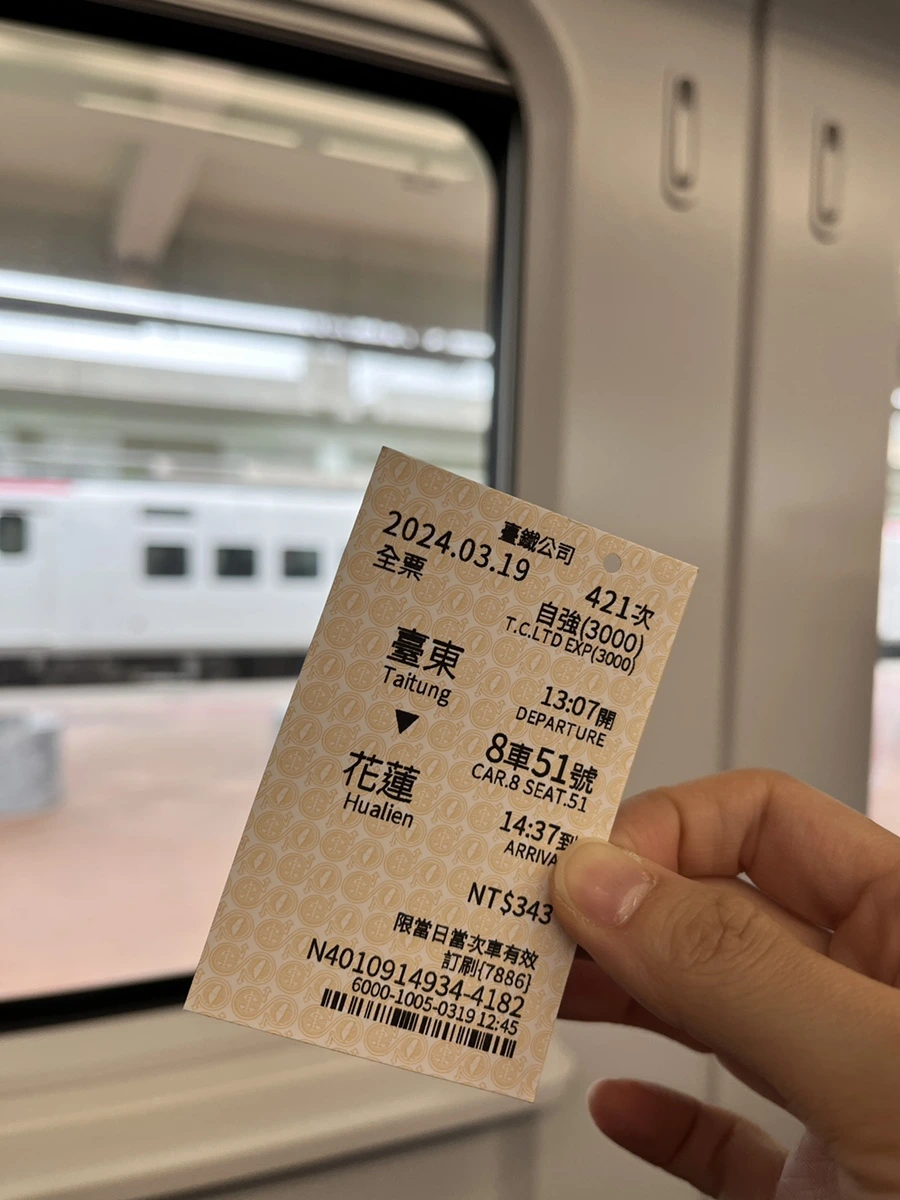 臺鐵公司
2024.03.19
全票
421次
自強(3000)
T.C.LTD EXP(3000)
臺東
Taitung
▼
花蓮
Hualien
13:07開
DEPARTURE
8車51號
CAR.8 SEAT.51
14:37到
ARRIVA
NT$343
限當日當次車有效
訂刷{7886}
N4010914934-4182
6000-1005-0319 12:45